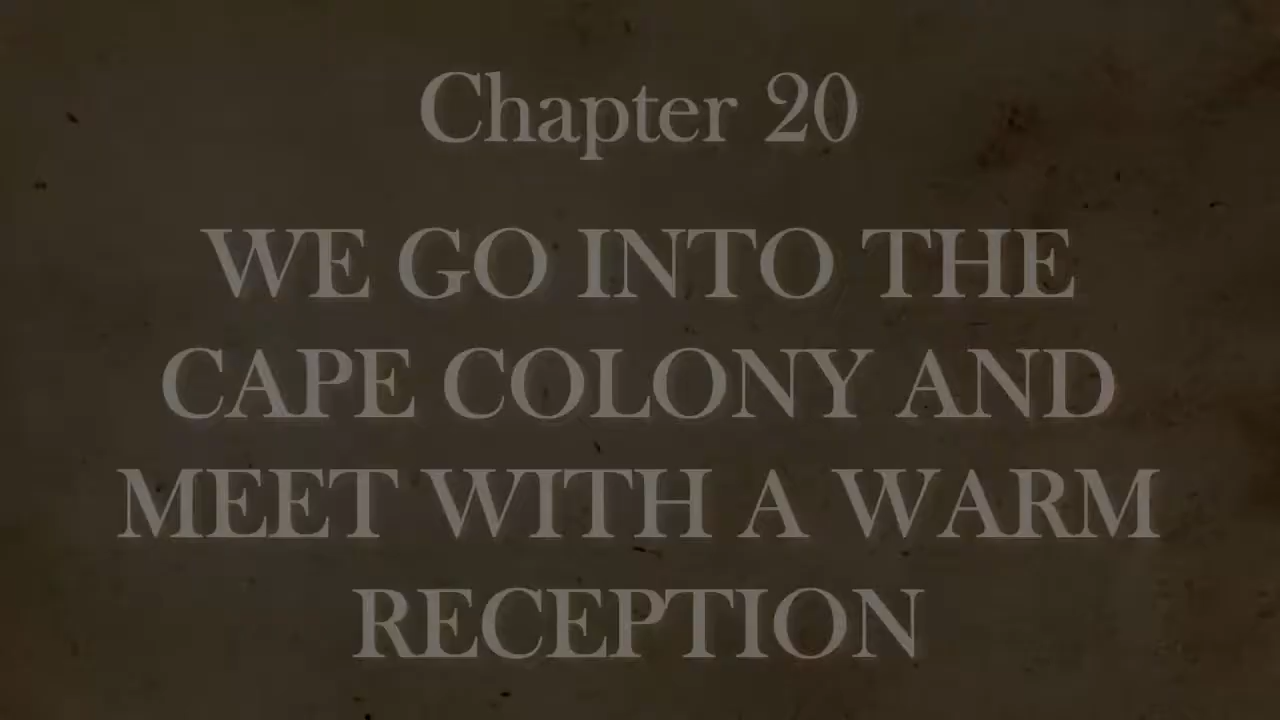 Chapter 20
WE GO INTO THE
CAPE COLONY AND
MEET WITH A WARM
RECEPTION